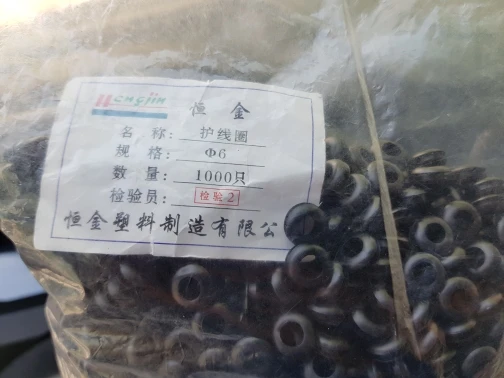 Hengjin 恒 金
名 称: 护线圈
规 格: Φ6
数 量: 1000只
检验员: 检验2
恒金塑料制造有限公